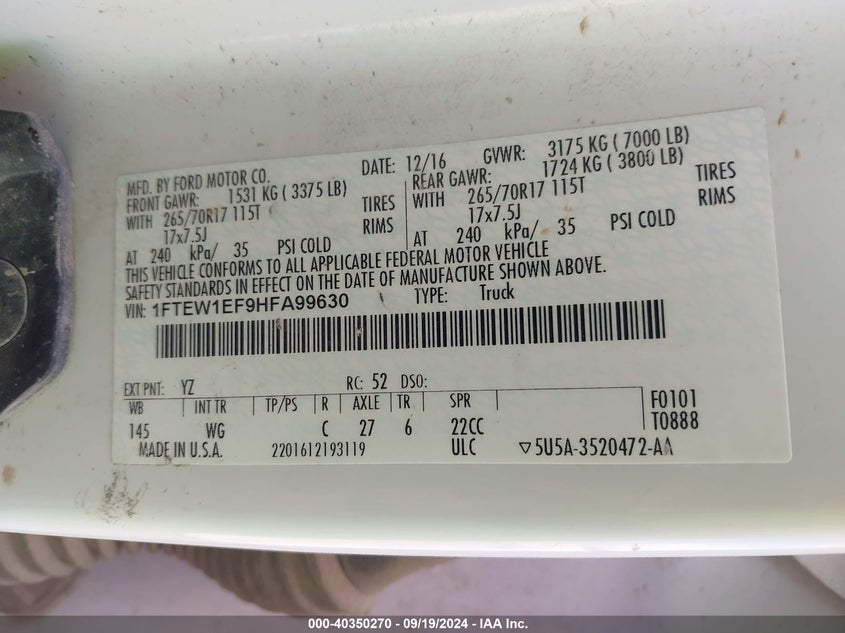 MFD. BY FORD MOTOR CO. DATE: 12/16 GVWR: 3175 KG ( 7000 LB)
FRONT GAWR: 1531 KG ( 3375 LB) REAR GAWR: 1724 KG ( 3800 LB)
WITH 265/70R17 115T TIRES WITH 265/70R17 115T TIRES
17x7.5J RIMS 17x7.5J RIMS
AT 240 kPa/ 35 PSI COLD AT 240 kPa/ 35 PSI COLD
THIS VEHICLE CONFORMS TO ALL APPLICABLE FEDERAL MOTOR VEHICLE
SAFETY STANDARDS IN EFFECT ON THE DATE OF MANUFACTURE SHOWN ABOVE.
VIN: 1FTEW1EF9HFA99630 TYPE: Truck
EXT PNT: YZ RC: 52 DSO:
WB INT TR TP/PS R AXLE TR SPR F0101
145 WG C 27 6 22CC T0888
MADE IN U.S.A. 2201612193119 ULC ▽5U5A-3520472-AA
000-40350270 - 09/19/2024 - IAA Inc.